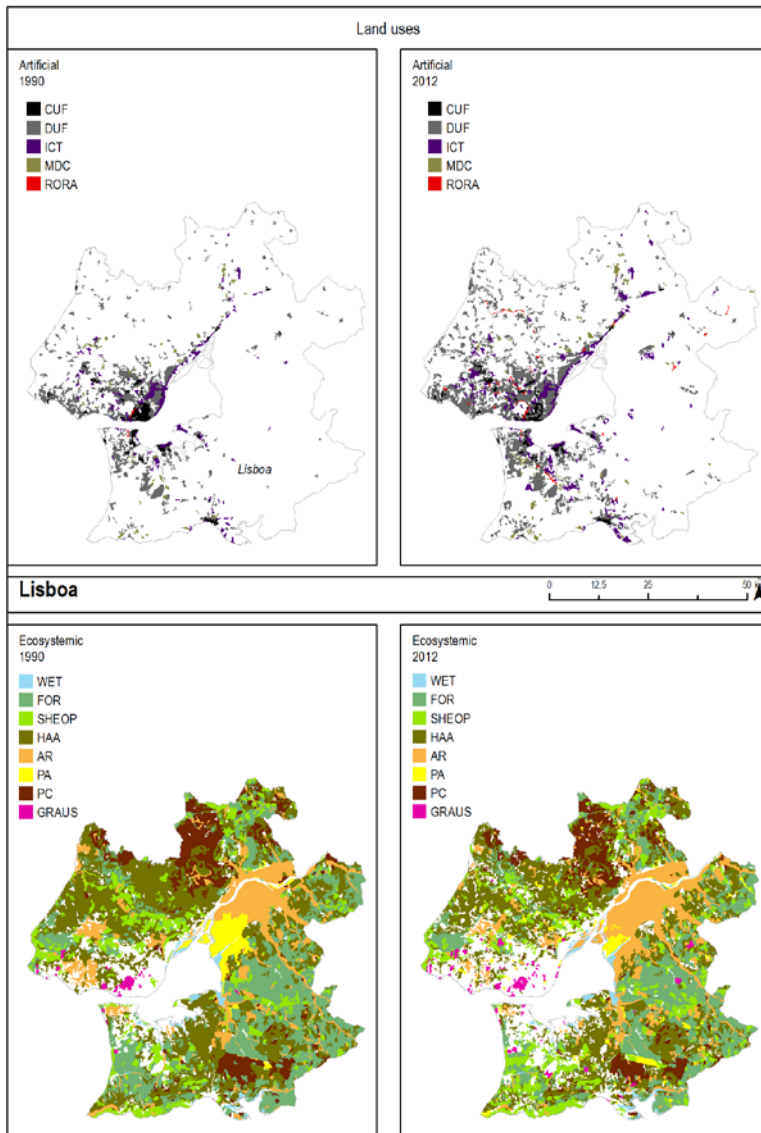 Land uses
Artificial
1990
CUF
DUF
ICT
MDC
RORA
Lisboa
Artificial
2012
CUF
DUF
ICT
MDC
RORA
Lisboa
0 12,5 25 50
Ecosystemic
1990
WET
FOR
SHEOP
HAA
AR
PA
PC
GRAUS
Ecosystemic
2012
WET
FOR
SHEOP
HAA
AR
PA
PC
GRAUS